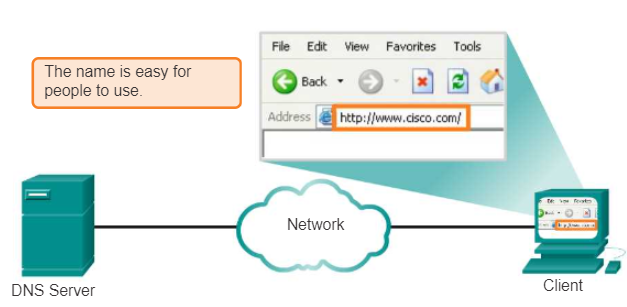 The name is easy for
people to use.
File Edit View Favorites Tools
Back
Address http://www.cisco.com/
Network
DNS Server
Client